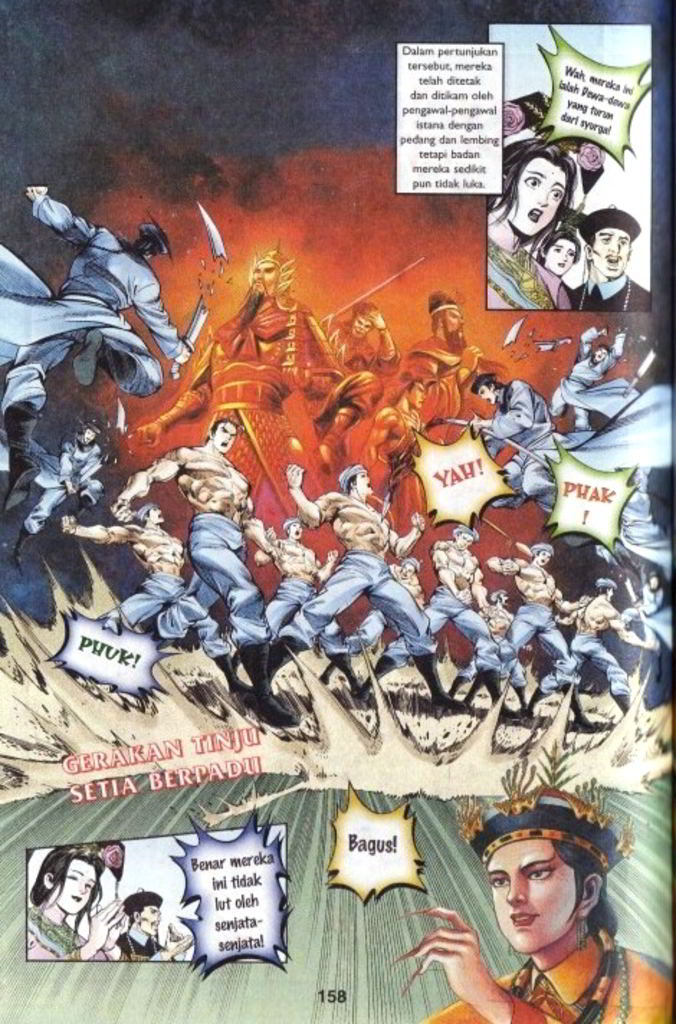 Dalam pertunjukan
tersebut, mereka
telah ditetak
dan ditikam oleh
pengawal-pengawal
istana dengan
pedang dan lembing
tetapi badan
mereka sedikit
pun tidak luka.
Wah, mereka ini
ialah Dewa-dewa
yang turun
dari syurga!
YAH!
PHAK
!
PHUK!
GERAKAN TINJU
SETIA BERPADU
Benar mereka
ini tidak
lut oleh
senjata-
senjata!
Bagus!
158